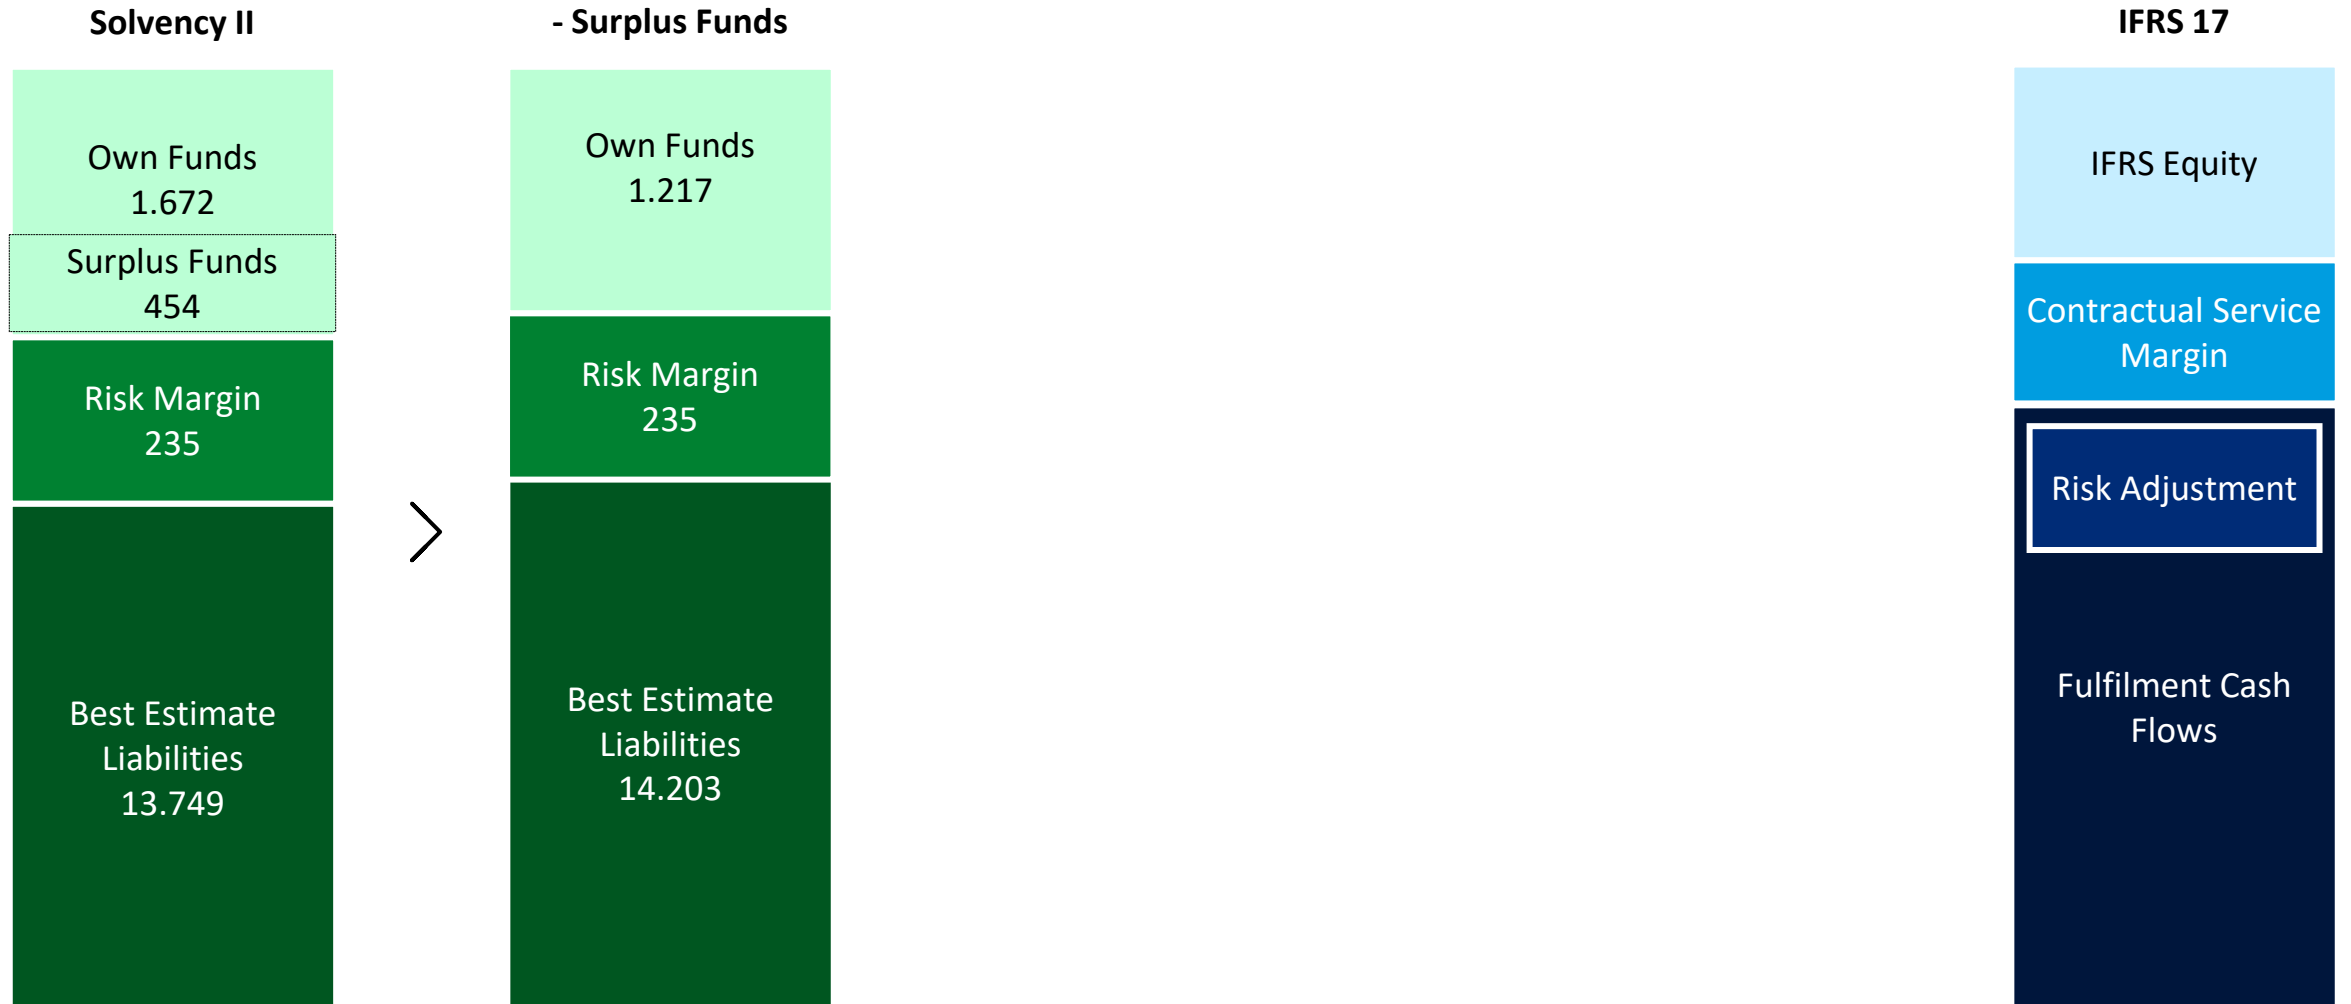 Solvency II
Own Funds
1.672
Surplus Funds
454
Risk Margin
235
Best Estimate
Liabilities
13.749
- Surplus Funds
Own Funds
1.217
Risk Margin
235
Best Estimate
Liabilities
14.203
IFRS 17
IFRS Equity
Contractual Service
Margin
Risk Adjustment
Fulfilment Cash
Flows